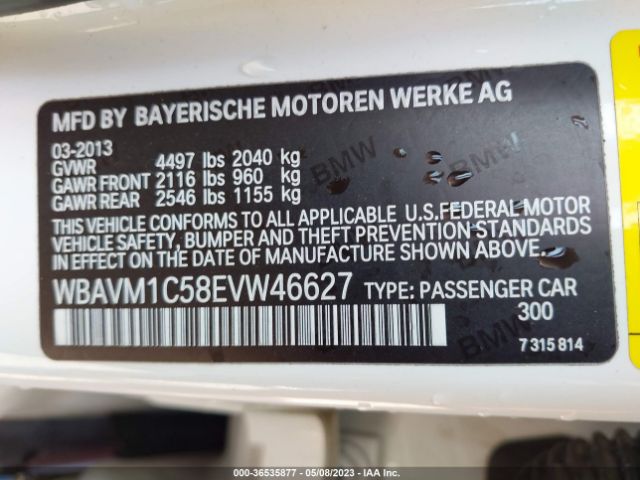 MFD BY BAYERISCHE MOTOREN WERKE AG
03-2013
GVWR 4497 lbs 2040 kg
GAWR FRONT 2116 lbs 960 kg
GAWR REAR 2546 lbs 1155 kg
THIS VEHICLE CONFORMS TO ALL APPLICABLE U.S.FEDERAL MOTOR
VEHICLE SAFETY, BUMPER AND THEFT PREVENTION STANDARDS
IN EFFECT ON THE DATE OF MANUFACTURE SHOWN ABOVE.
WBAVM1C58EVW46627 TYPE: PASSENGER CAR
300
7 315 814
BMW
BMW
000-36535877 - 05/08/2023 - IAA Inc.